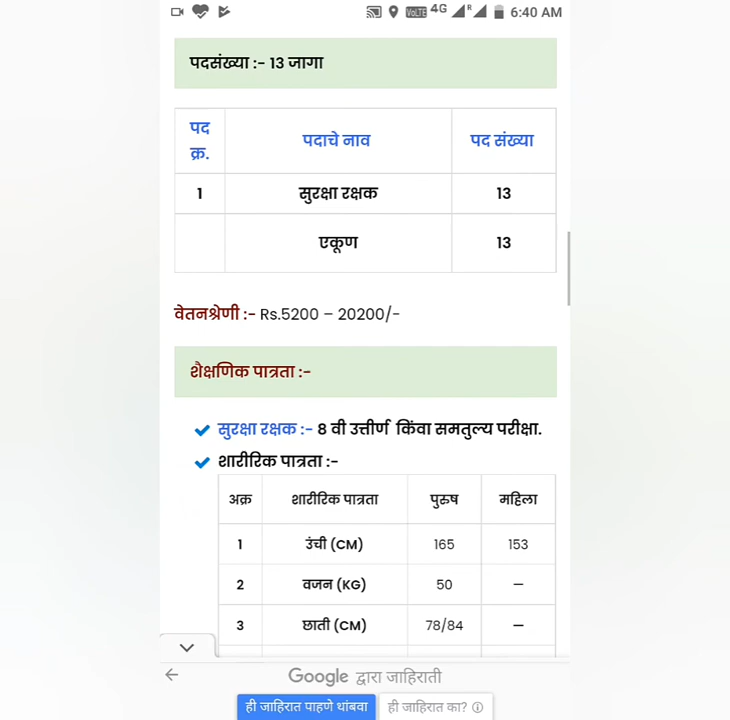 VoLTE 4G R 6:40 AM
पदसंख्या :- 13 जागा
पद क्र. पदाचे नाव पद संख्या
1 सुरक्षा रक्षक 13
एकूण 13
वेतनश्रेणी :- Rs.5200 – 20200/-
शैक्षणिक पात्रता :-
सुरक्षा रक्षक :- 8 वी उत्तीर्ण किंवा समतुल्य परीक्षा.
शारीरिक पात्रता :-
अक्र शारीरिक पात्रता पुरुष महिला
1 उंची (CM) 165 153
2 वजन (KG) 50 –
3 छाती (CM) 78/84 –
Google द्वारा जाहिराती
ही जाहिरात पाहणे थांबवा ही जाहिरात का?